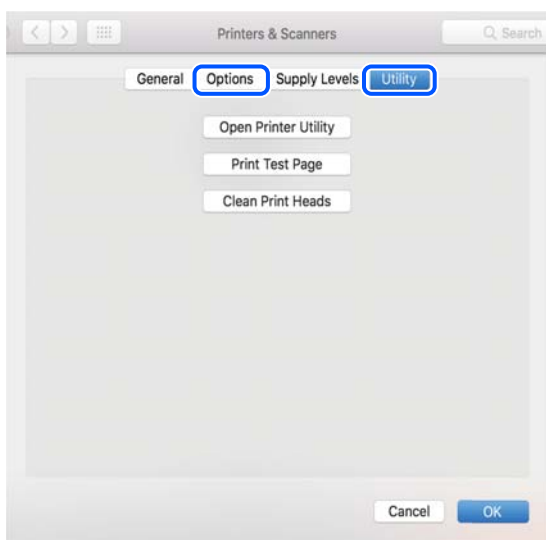 Printers & Scanners
Search
General Options Supply Levels Utility
Open Printer Utility
Print Test Page
Clean Print Heads
Cancel OK